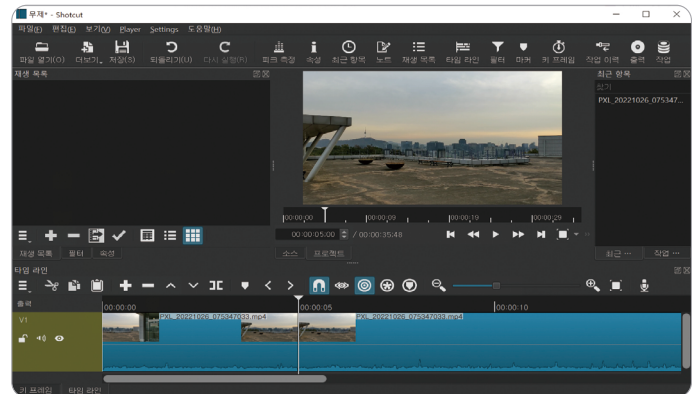 무제* - Shotcut
파일(F) 편집(E) 보기(V) Player Settings 도움말(H)
파일 열기(O) 더보기 저장(S) 되돌리기(U) 다시 실행(R) 피크 측정 속성 최근 항목 노트 재생 목록 타임 라인 필터 마커 키 프레임 작업 이력 출력 작업
재생 목록
최근 항목
찾기
PXL_20221026_075347...
00:00:00 00:00:09 00:00:19 00:00:29
00:00:05:00 / 00:00:35:48
재생 목록 필터 속성 소스 프로젝트 최근 ... 작업 ...
타임 라인
출력 00:00:00 00:00:05 00:00:10
V1 PXL_20221026_075347033.mp4 PXL_20221026_075347033.mp4
키 프레임 타임 라인